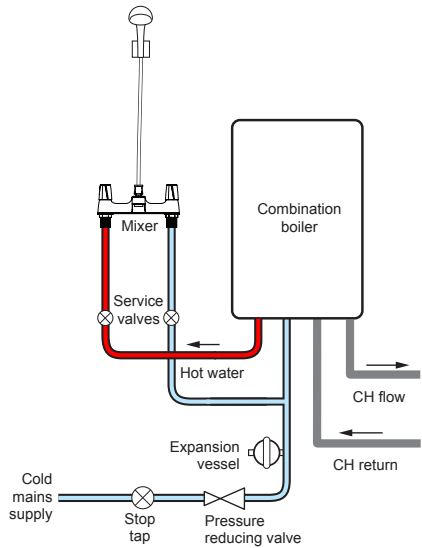 Combination
boiler
Mixer
Service
valves
Hot water
CH flow
Expansion
vessel
CH return
Cold
mains
supply
Stop
tap
Pressure
reducing valve